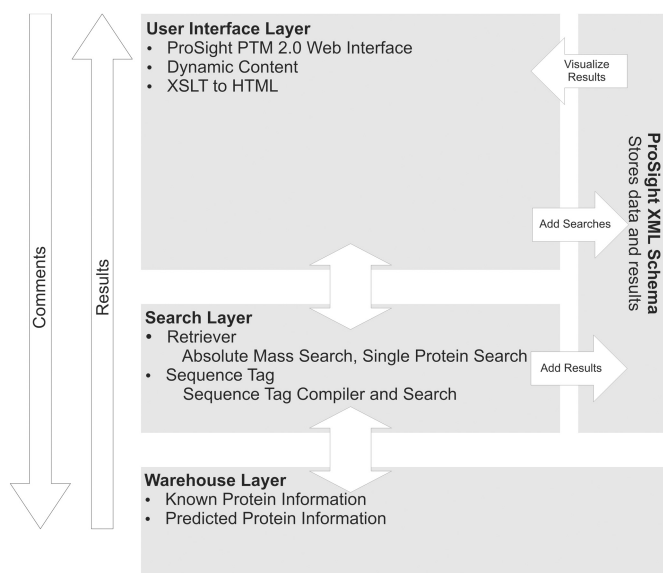 User Interface Layer
• ProSight PTM 2.0 Web Interface
• Dynamic Content
• XSLT to HTML
Visualize
Results
Add Searches
ProSight XML Schema
Stores data and results
Comments
Results
Search Layer
• Retriever
Absolute Mass Search, Single Protein Search
• Sequence Tag
Sequence Tag Compiler and Search
Add Results
Warehouse Layer
• Known Protein Information
• Predicted Protein Information